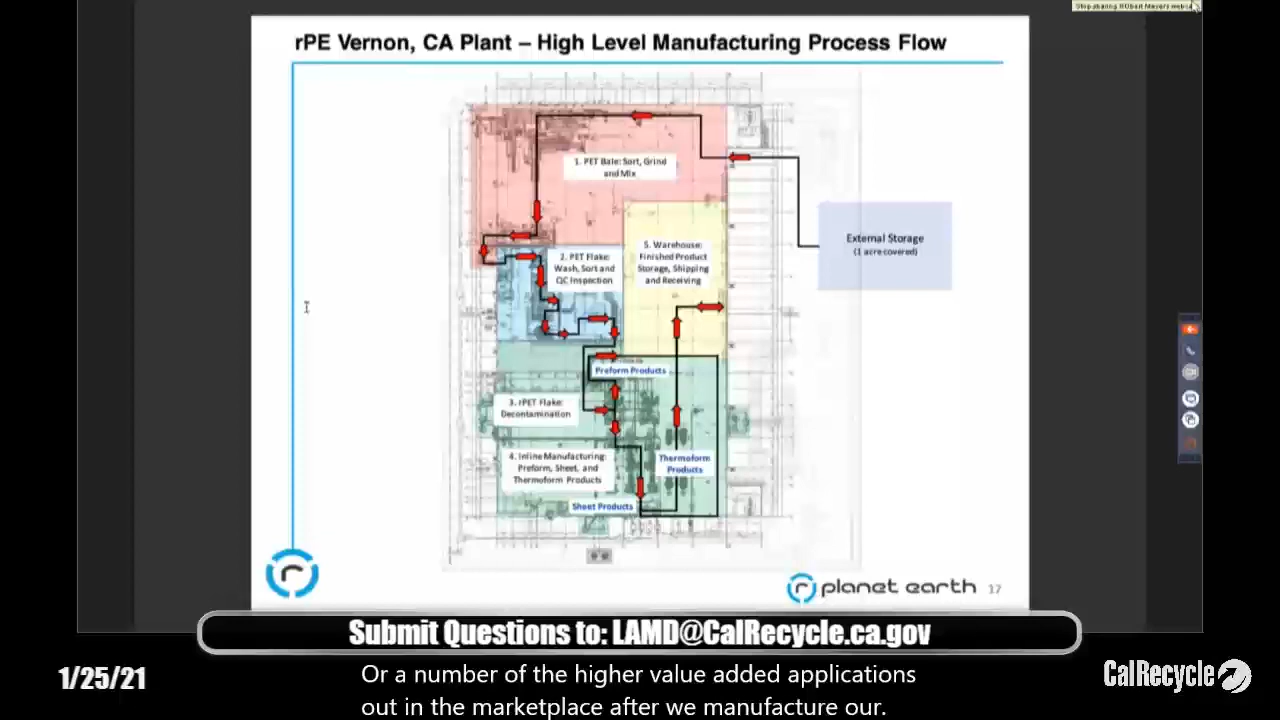 rPE Vernon, CA Plant – High Level Manufacturing Process Flow
1. PET Bale: Sort, Grind
and Mix
External Storage
(1 acre covered)
5. Warehouse:
Finished Product
Storage, Shipping
and Receiving
2. PET Flake:
Wash, Sort and
QC Inspection
Preform Products
3. rPET Flake:
Decontamination
4. Inline Manufacturing:
Preform, Sheet, and
Thermoform Products
Thermoform
Products
Sheet Products
r
r planet earth
17
Submit Questions to: LAMD@CalRecycle.ca.gov
1/25/21
Or a number of the higher value added applications
out in the marketplace after we manufacture our.
CalRecycle